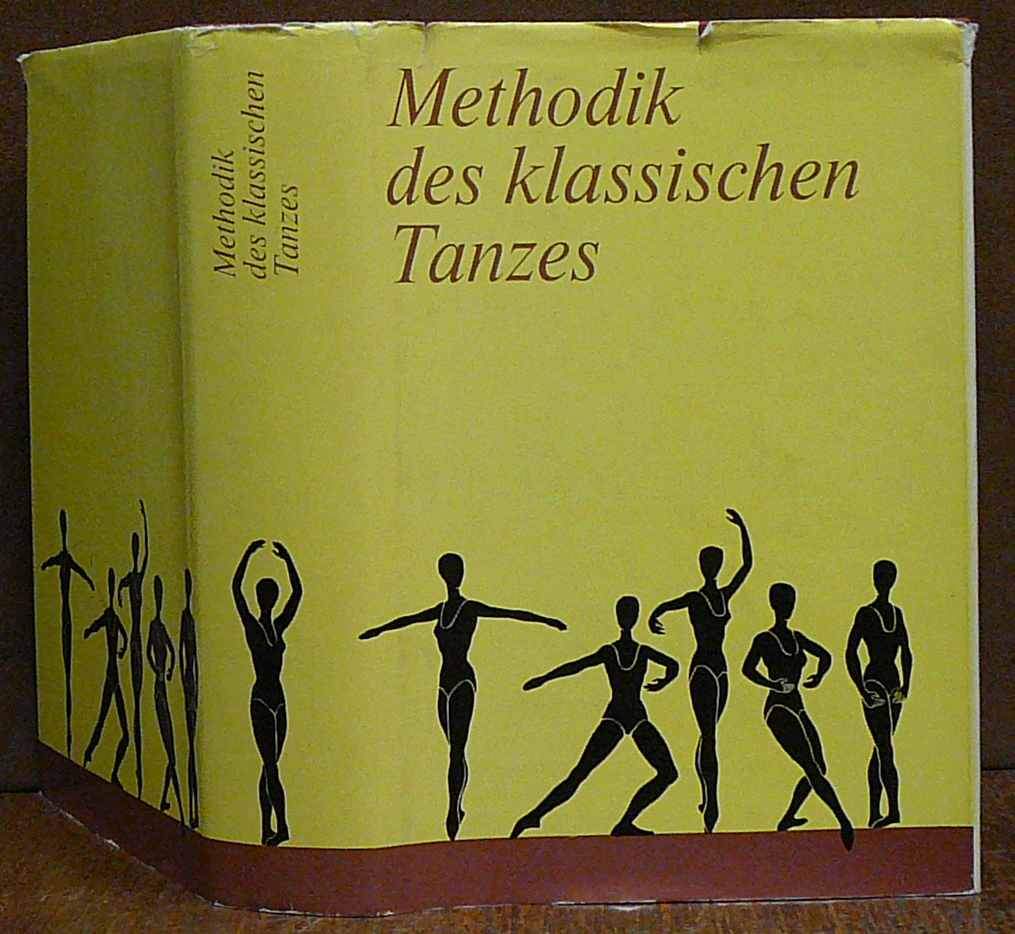 Methodik
des klassischen
Tanzes
Methodik
des klassischen
Tanzes